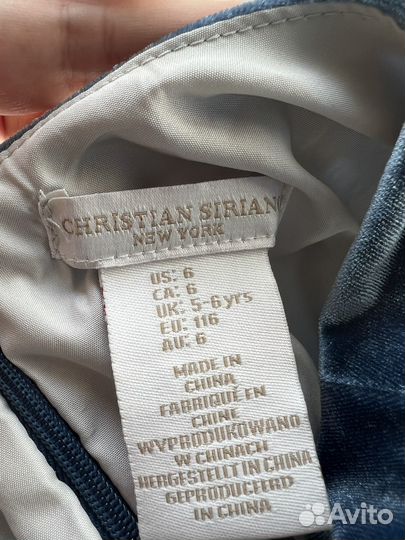 CHRISTIAN SIRIAN
NEW YORK
US: 6
CA: 6
UK: 5-6 yrs
EU: 116
AU: 6
MADE IN
CHINA
FABRIQUÉ EN
CHINE
WYPRODUKOWANO
W CHINACH
HERGESTELLT IN CHINA
GEPRODUCEERD
IN CHINA
Avito